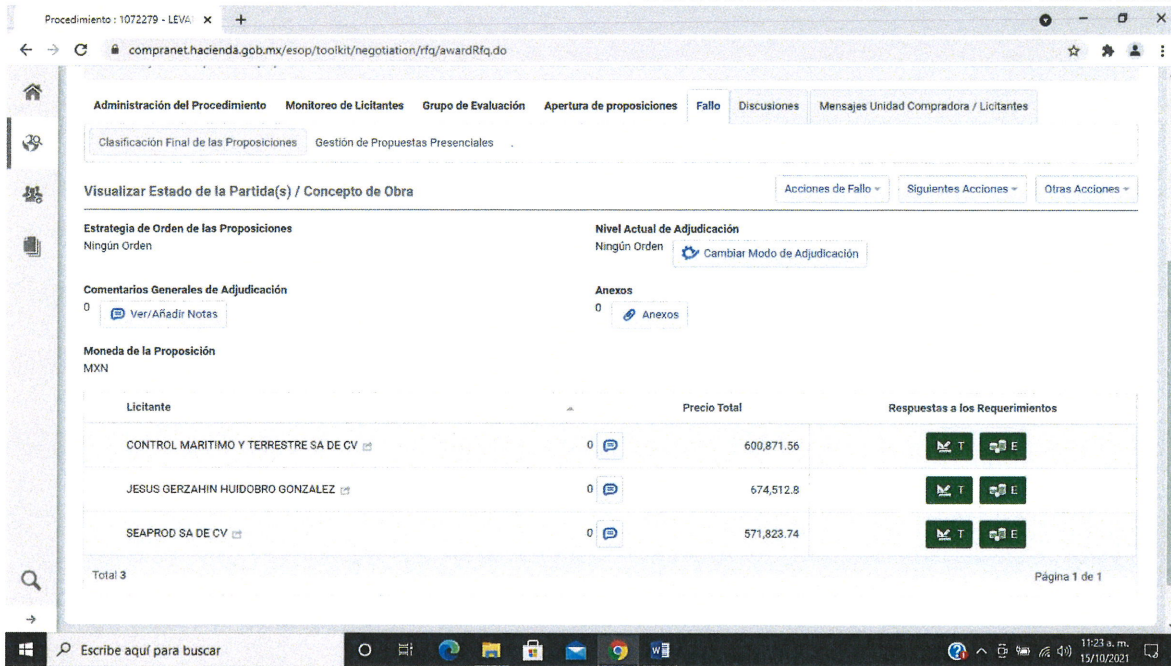 Procedimiento : 1072279 - LEVA
compranet.hacienda.gob.mx/esop/toolkit/negotiation/rfq/awardRfq.do
Administración del Procedimiento Monitoreo de Licitantes Grupo de Evaluación Apertura de proposiciones Fallo Discusiones Mensajes Unidad Compradora / Licitantes
Clasificación Final de las Proposiciones Gestión de Propuestas Presenciales
Visualizar Estado de la Partida(s) / Concepto de Obra Acciones de Fallo Siguientes Acciones Otras Acciones
Estrategia de Orden de las Proposiciones Nivel Actual de Adjudicación
Ningún Orden Ningún Orden Cambiar Modo de Adjudicación
Comentarios Generales de Adjudicación Anexos
0 Ver/Añadir Notas 0 Anexos
Moneda de la Proposición
MXN
Licitante Precio Total Respuestas a los Requerimientos
CONTROL MARITIMO Y TERRESTRE SA DE CV 0 600,871.56 T E
JESUS GERZAHIN HUIDOBRO GONZALEZ 0 674,512.8 T E
SEAPROD SA DE CV 0 571,823.74 T E
Total 3 Página 1 de 1
Escribe aquí para buscar 11:23 a. m.
15/10/2021